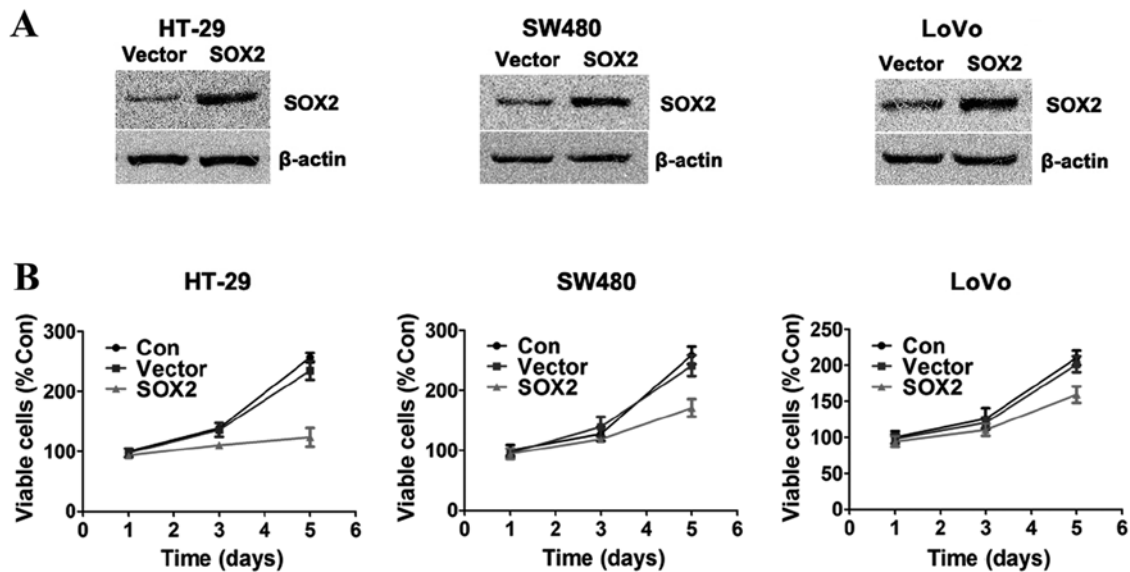 A
HT-29
SW480
LoVo
Vector SOX2
Vector SOX2
Vector SOX2
SOX2
SOX2
SOX2
β-actin
β-actin
β-actin
B
HT-29
SW480
LoVo
Viable cells (% Con)
300
200
100
0
Con
Vector
SOX2
0 1 2 3 4 5 6
Time (days)
Viable cells (% Con)
300
200
100
0
Con
Vector
SOX2
0 1 2 3 4 5 6
Time (days)
Viable cells (% Con)
250
200
150
100
50
0
Con
Vector
SOX2
0 1 2 3 4 5 6
Time (days)